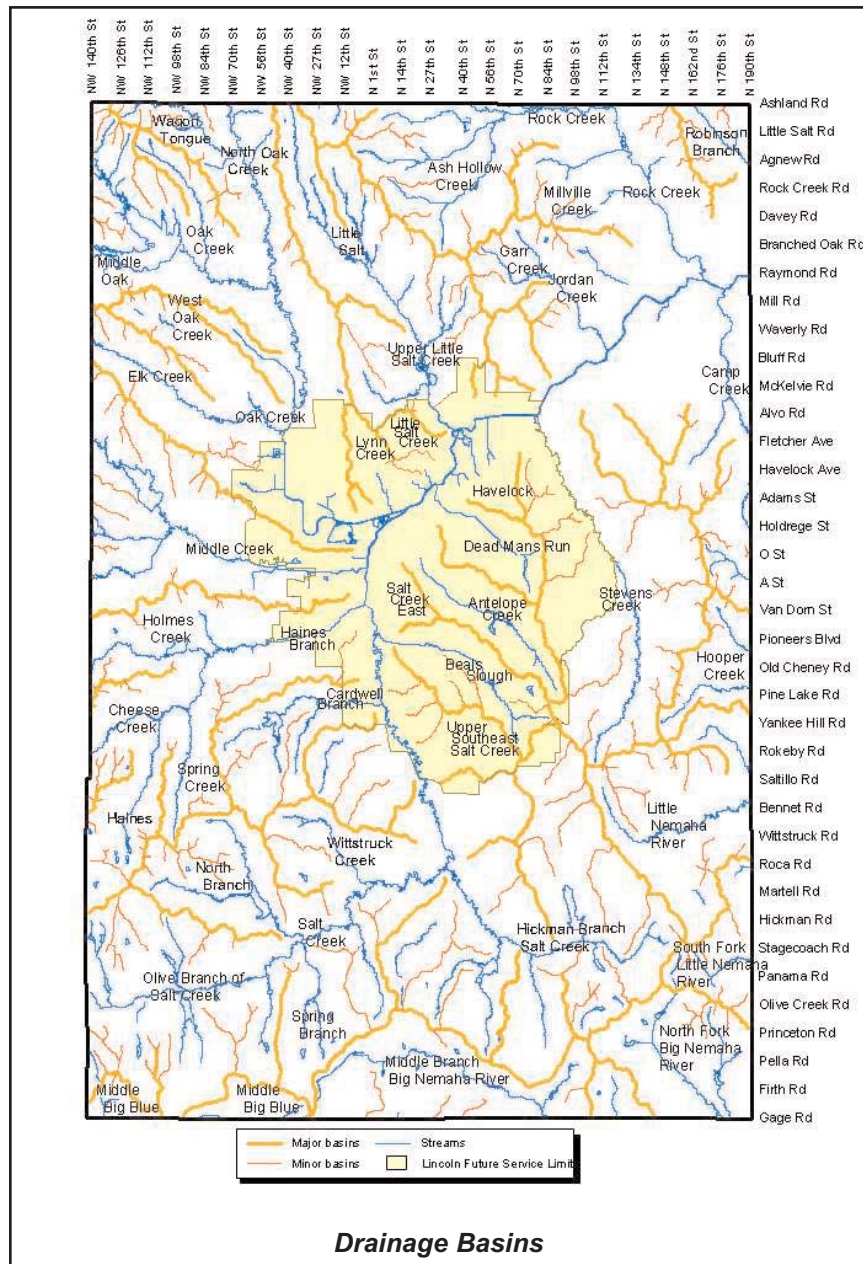 NW 140th St
NW 126th St
NW 112th St
NW 98th St
NW 84th St
NW 70th St
NW 56th St
NW 40th St
NW 27th St
NW 12th St
N 1st St
N 14th St
N 27th St
N 40th St
N 56th St
N 70th St
N 84th St
N 98th St
N 112th St
N 134th St
N 148th St
N 162nd St
N 176th St
N 190th St
Ashland Rd
Little Salt Rd
Agnew Rd
Rock Creek Rd
Davey Rd
Branched Oak Rd
Raymond Rd
Mill Rd
Waverly Rd
Bluff Rd
McKelvie Rd
Alvo Rd
Fletcher Ave
Havelock Ave
Adams St
Holdrege St
O St
A St
Van Dorn St
Pioneers Blvd
Old Cheney Rd
Pine Lake Rd
Yankee Hill Rd
Rokeby Rd
Saltillo Rd
Bennet Rd
Wittstruck Rd
Roca Rd
Martell Rd
Hickman Rd
Stagecoach Rd
Panama Rd
Olive Creek Rd
Princeton Rd
Pella Rd
Firth Rd
Gage Rd
Wagon
Tongue
North Oak
Creek
Rock Creek
Robinson
Branch
Ash Hollow
Creek
Millville
Creek
Rock Creek
Oak
Creek
Little
Salt
Garr
Creek
Jordan
Creek
Middle
Oak
West
Oak
Creek
Elk Creek
Upper Little
Salt Creek
Camp
Creek
Oak Creek
Lynn
Creek
Little
Salt
Creek
Havelock
Dead Mans Run
Middle Creek
Salt
Creek
East
Antelope
Creek
Stevens
Creek
Holmes
Creek
Haines
Branch
Beals
Slough
Hooper
Creek
Cheese
Creek
Cardwell
Branch
Upper
Southeast
Salt Creek
Spring
Creek
Haines
Little
Nemaha
River
Wittstruck
Creek
North
Branch
Salt
Creek
Hickman Branch
Salt Creek
South Fork
Little Nemaha
River
Olive Branch of
Salt Creek
Spring
Branch
North Fork
Big Nemaha
River
Middle Branch
Big Nemaha River
Middle
Big Blue
Middle
Big Blue
Major basins
Streams
Minor basins
Lincoln Future Service Limit
Drainage Basins